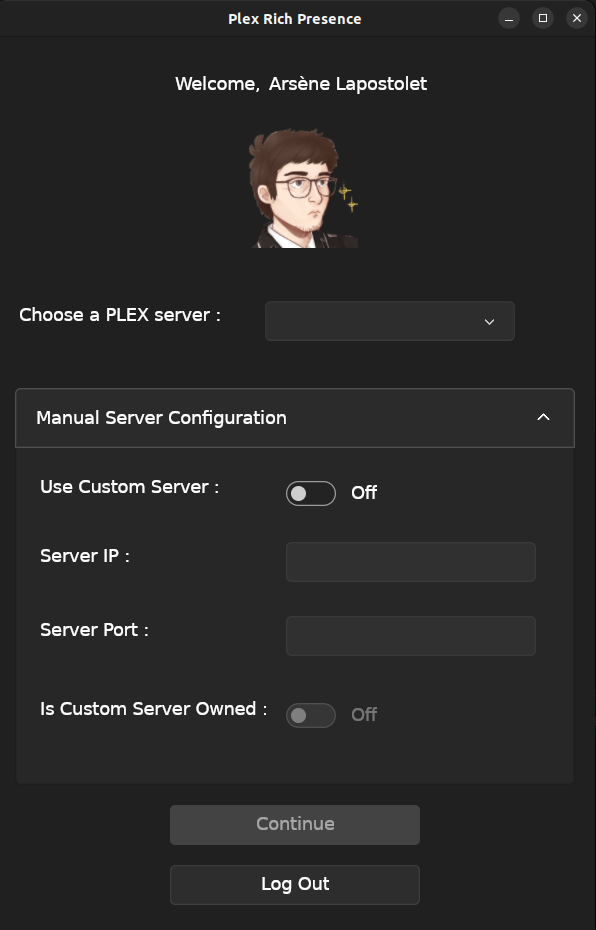 Plex Rich Presence
Welcome, Arsène Lapostolet
Choose a PLEX server :
Manual Server Configuration
Use Custom Server :
Off
Server IP :
Server Port :
Is Custom Server Owned :
Off
Continue
Log Out